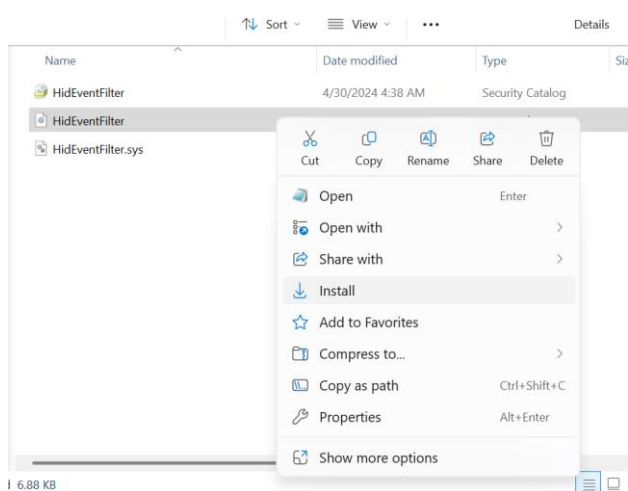 Sort View ... Details
Name Date modified Type
HidEventFilter 4/30/2024 4:38 AM Security Catalog
HidEventFilter
HidEventFilter.sys
Cut Copy Rename Share Delete
Open Enter
Open with
Share with
Install
Add to Favorites
Compress to...
Copy as path Ctrl+Shift+C
Properties Alt+Enter
Show more options
6.88 KB